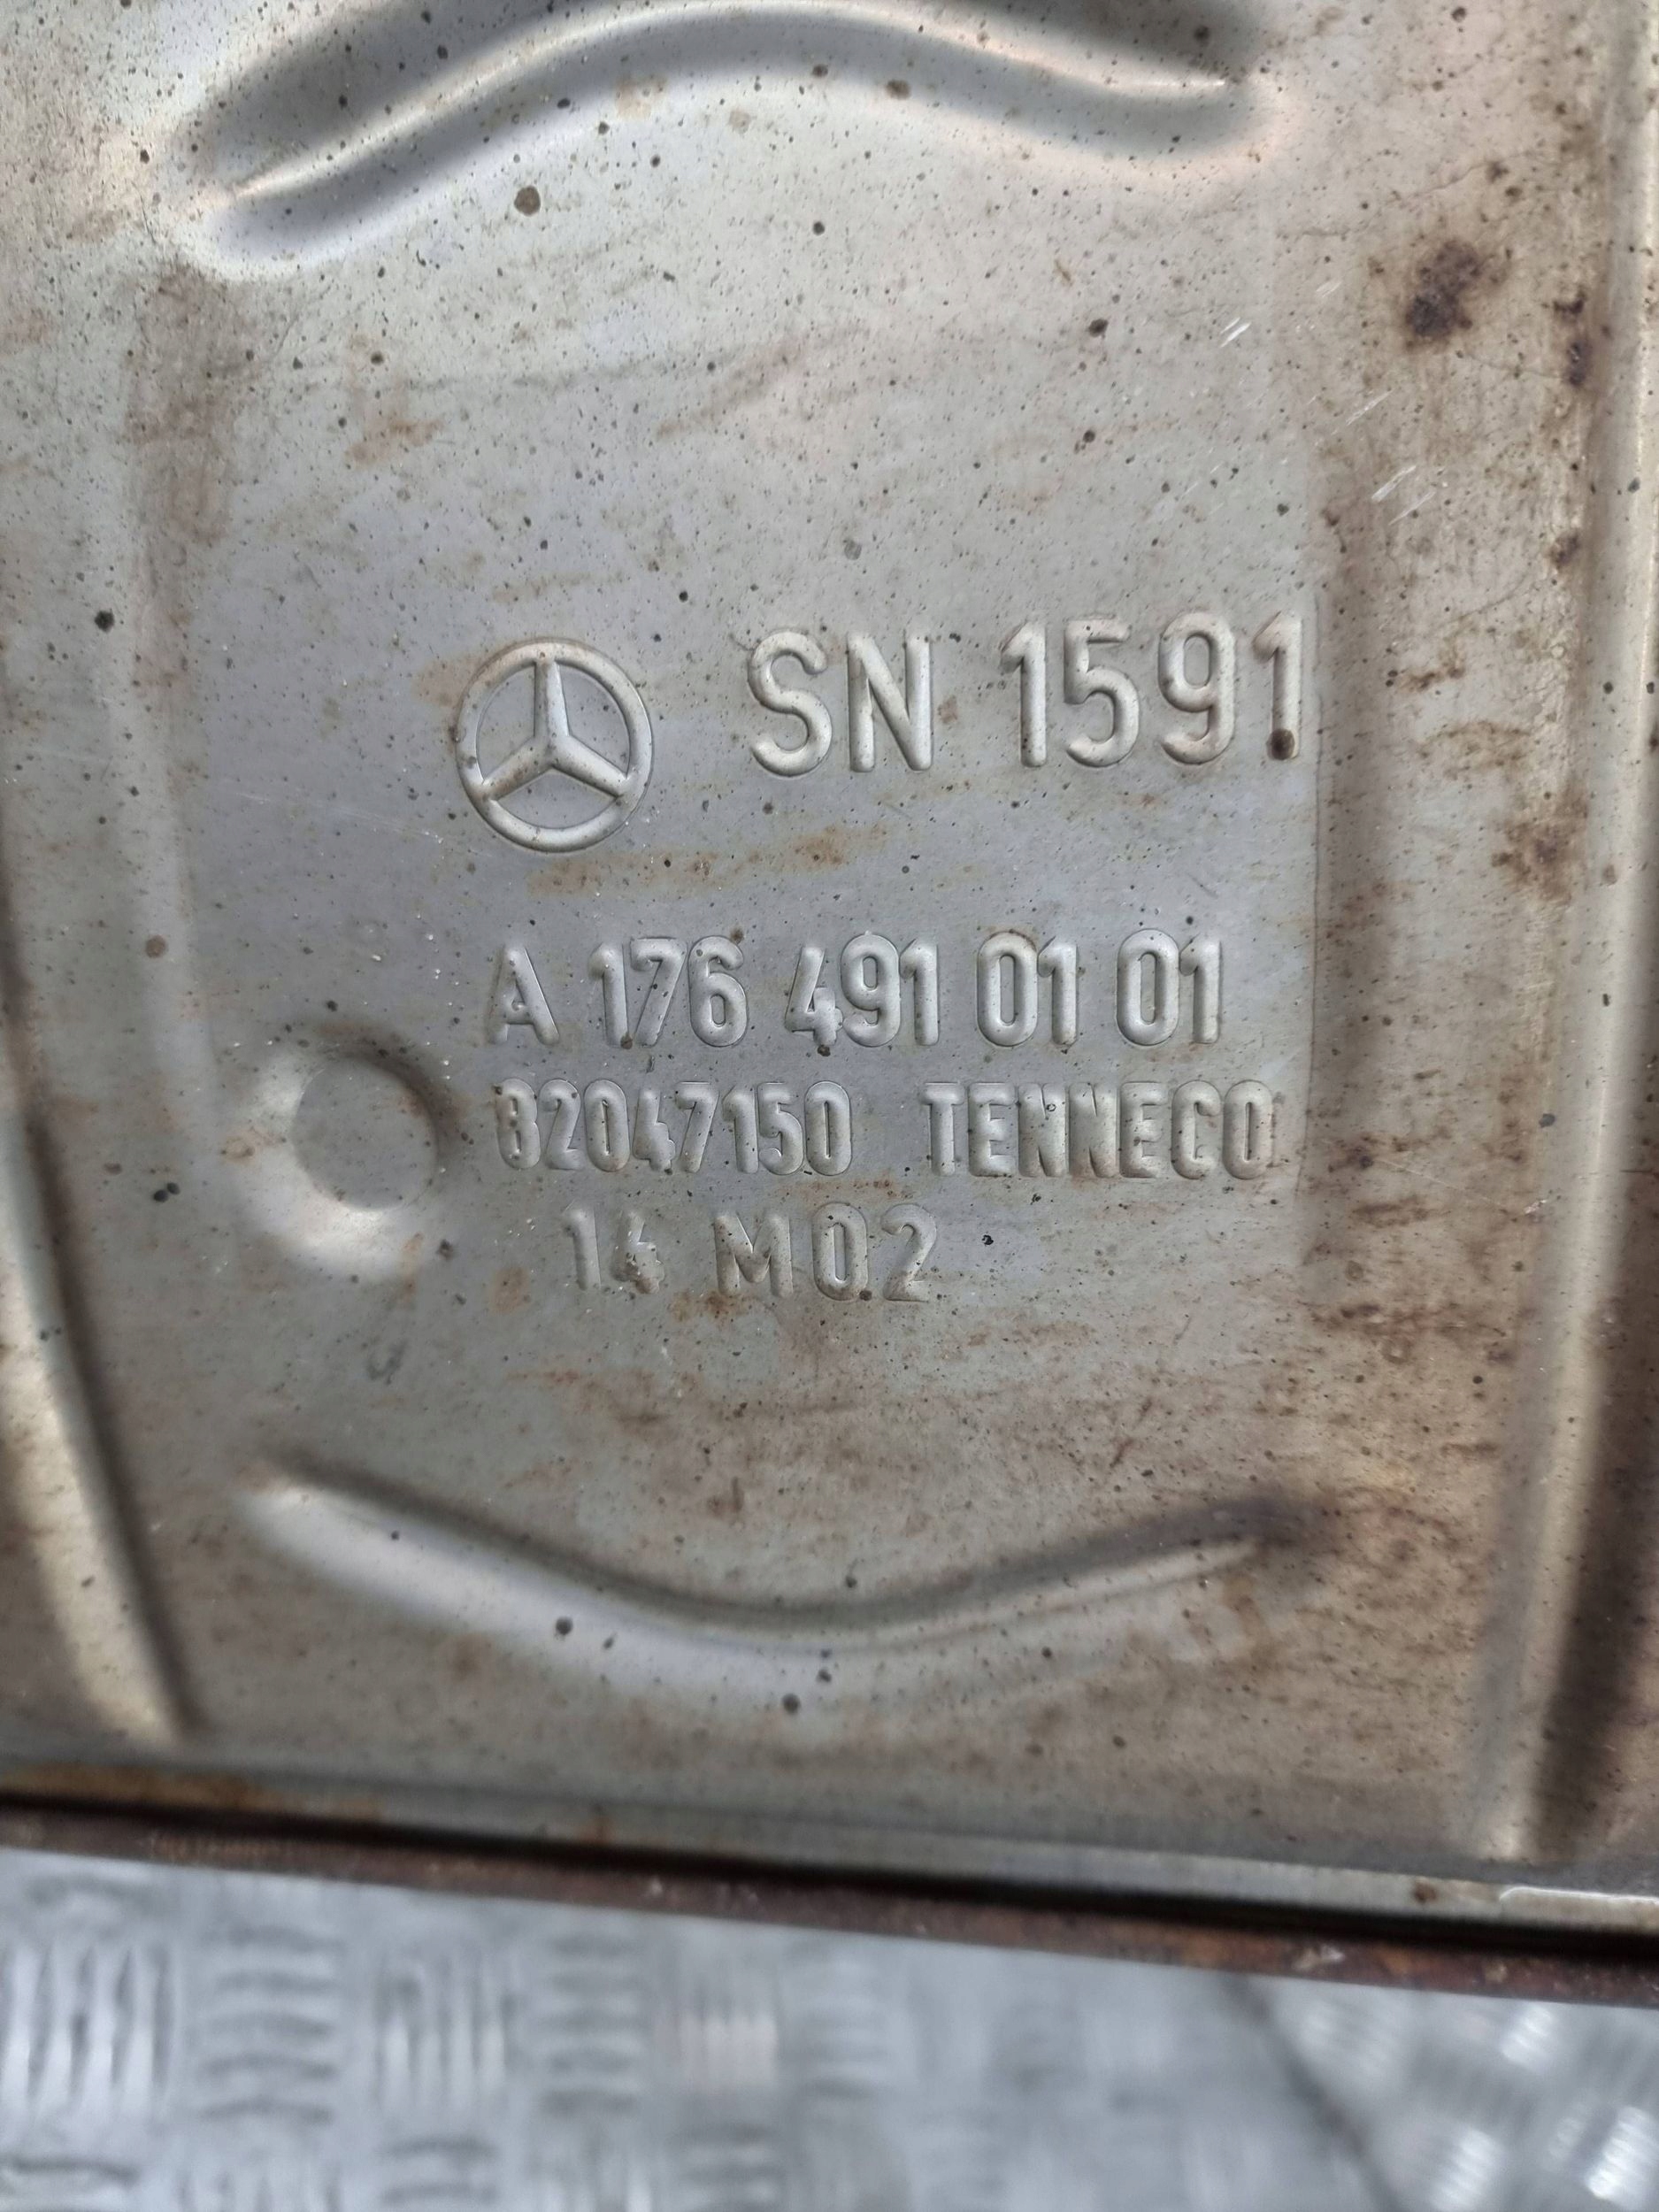 SN 1591
A 176 491 01 01
82047150 TENNECO
14 M02